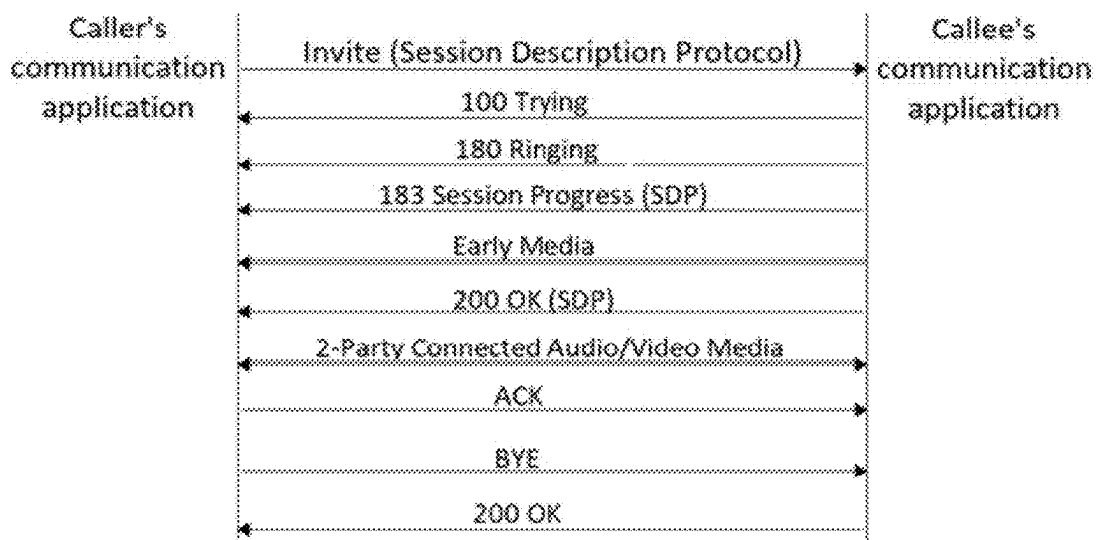 Caller's
communication
application
Callee's
communication
application
Invite (Session Description Protocol)
100 Trying
180 Ringing
183 Session Progress (SDP)
Early Media
200 OK (SDP)
2-Party Connected Audio/Video Media
ACK
BYE
200 OK